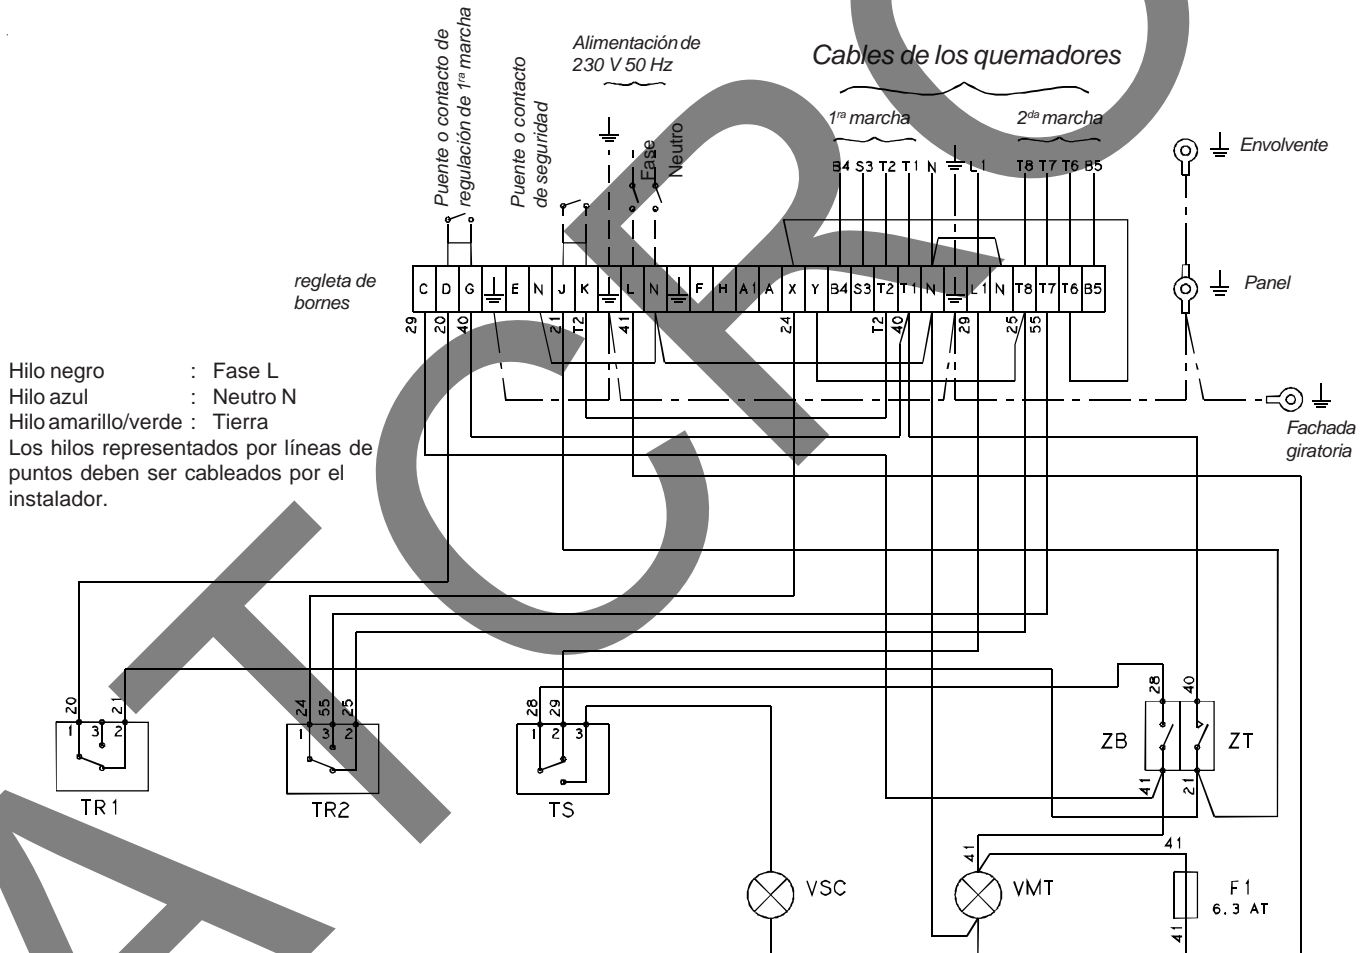 Puente o contacto de
regulación de 1ra marcha
Puente o contacto
de seguridad
Alimentación de
230 V 50 Hz
Fase
Neutro
Cables de los quemadores
1ra marcha
2da marcha
B4 S3 T2 T1 N L1 T8 T7 T6 B5
Envolvente
Panel
Fachada
giratoria
regleta de
bornes
C D G E N J K L N F H A1 A X Y B4 S3 T2 T1 N L1 N T8 T7 T6 B5
29 20 40 21 T2 41 24 T2 40 29 25 55
Hilo negro : Fase L
Hilo azul : Neutro N
Hilo amarillo/verde : Tierra
Los hilos representados por líneas de
puntos deben ser cableados por el
instalador.
20 21
1 3 2
TR1
24 55 25
1 3 2
TR2
28 29
1 2 3
TS
28 40
ZB ZT
41 21
VSC
41
VMT
41
F1
6.3 AT
41
ATCRO